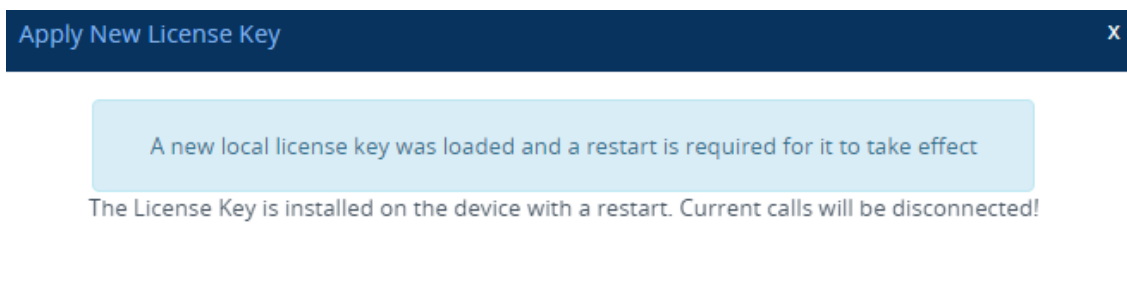 Apply New License Key
X
A new local license key was loaded and a restart is required for it to take effect
The License Key is installed on the device with a restart. Current calls will be disconnected!